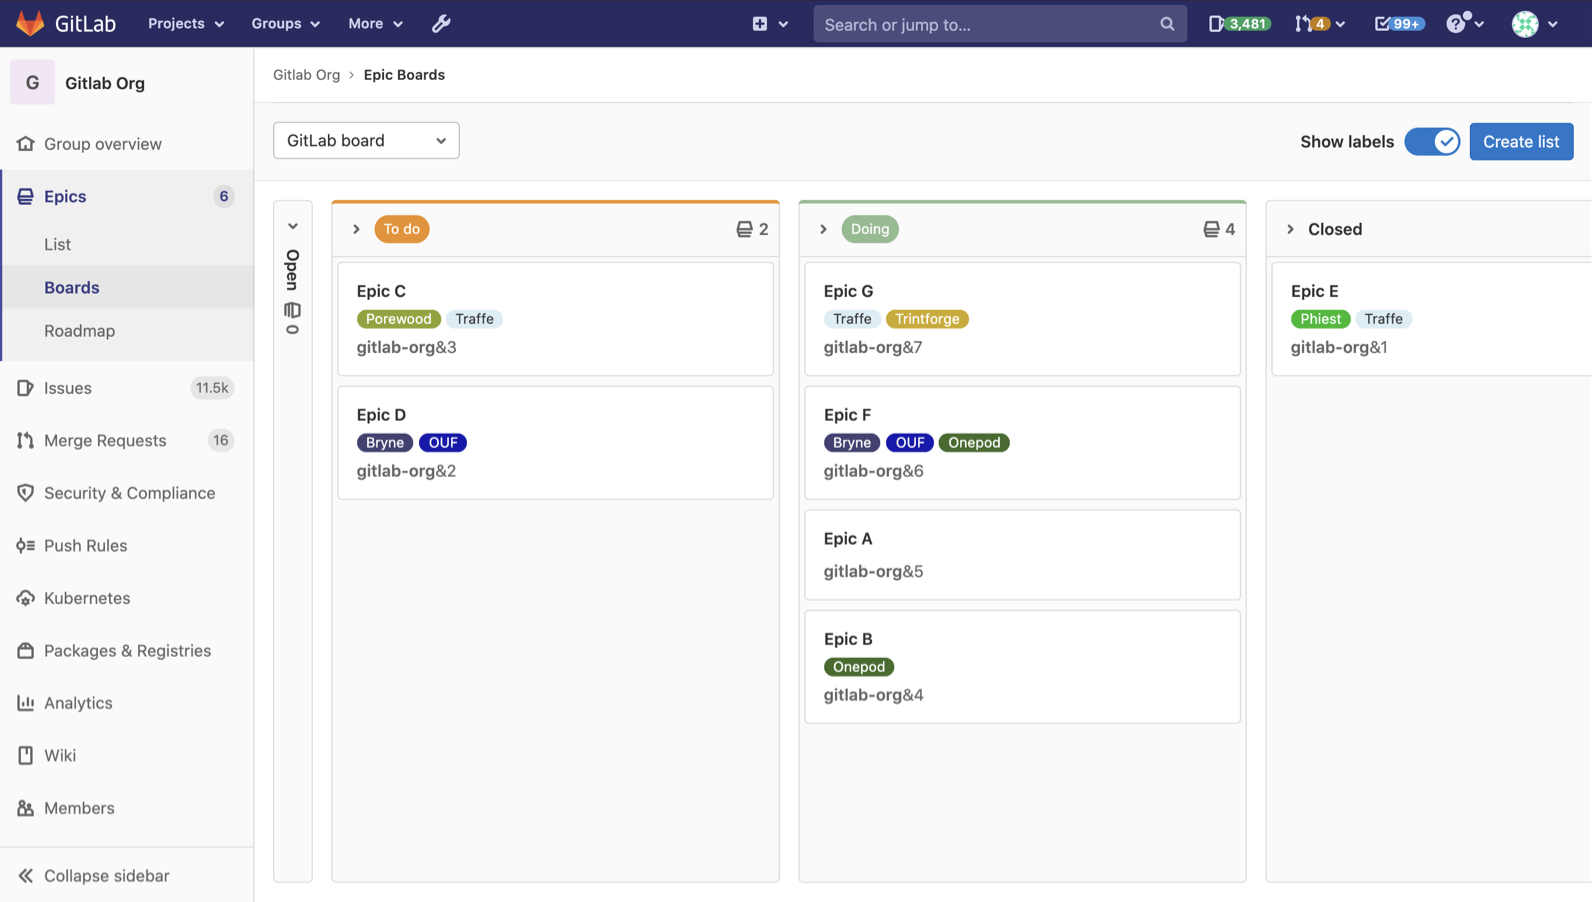 GitLab
Projects
Groups
More
Search or jump to...
3,481
4
99+
G
Gitlab Org
Group overview
Epics
6
List
Boards
Roadmap
Issues
11.5k
Merge Requests
16
Security & Compliance
Push Rules
Kubernetes
Packages & Registries
Analytics
Wiki
Members
Collapse sidebar
Gitlab Org › Epic Boards
GitLab board
Show labels
Create list
Open
0
To do
2
Epic C
Porewood Traffe
gitlab-org&3
Epic D
Bryne OUF
gitlab-org&2
Doing
4
Epic G
Traffe Trintforge
gitlab-org&7
Epic F
Bryne OUF Onepod
gitlab-org&6
Epic A
gitlab-org&5
Epic B
Onepod
gitlab-org&4
Closed
Epic E
Phiest Traffe
gitlab-org&1